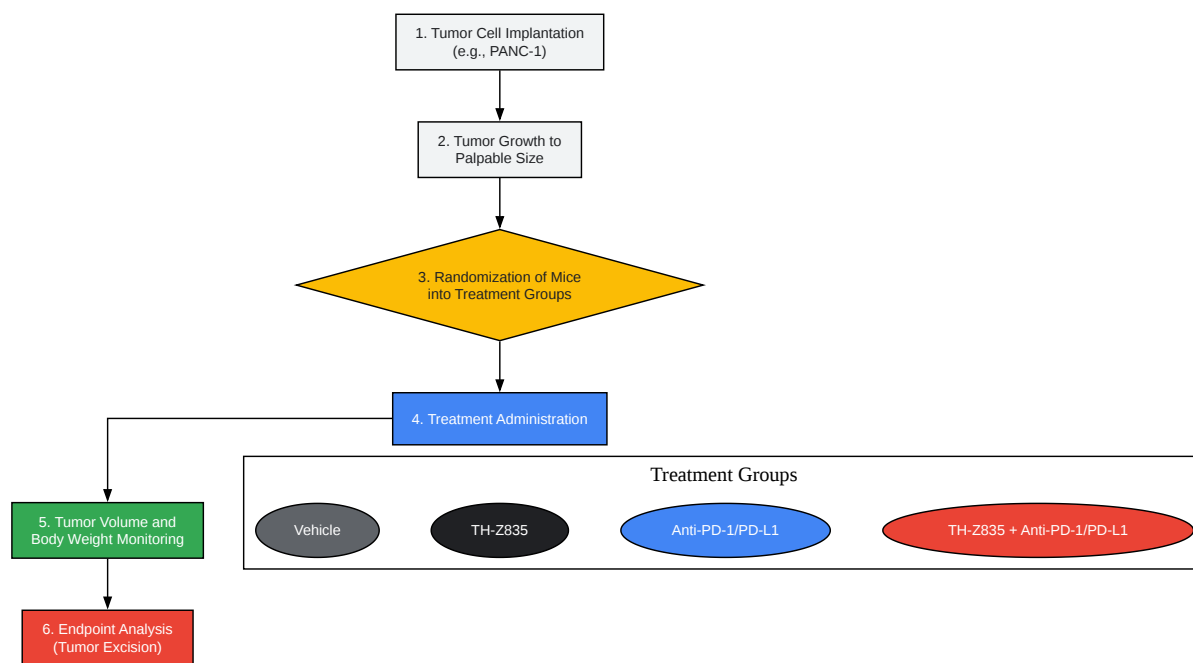 1. Tumor Cell Implantation
(e.g., PANC-1)
2. Tumor Growth to
Palpable Size
3. Randomization of Mice
into Treatment Groups
4. Treatment Administration
Treatment Groups
Vehicle
TH-Z835
Anti-PD-1/PD-L1
TH-Z835 + Anti-PD-1/PD-L1
5. Tumor Volume and
Body Weight Monitoring
6. Endpoint Analysis
(Tumor Excision)